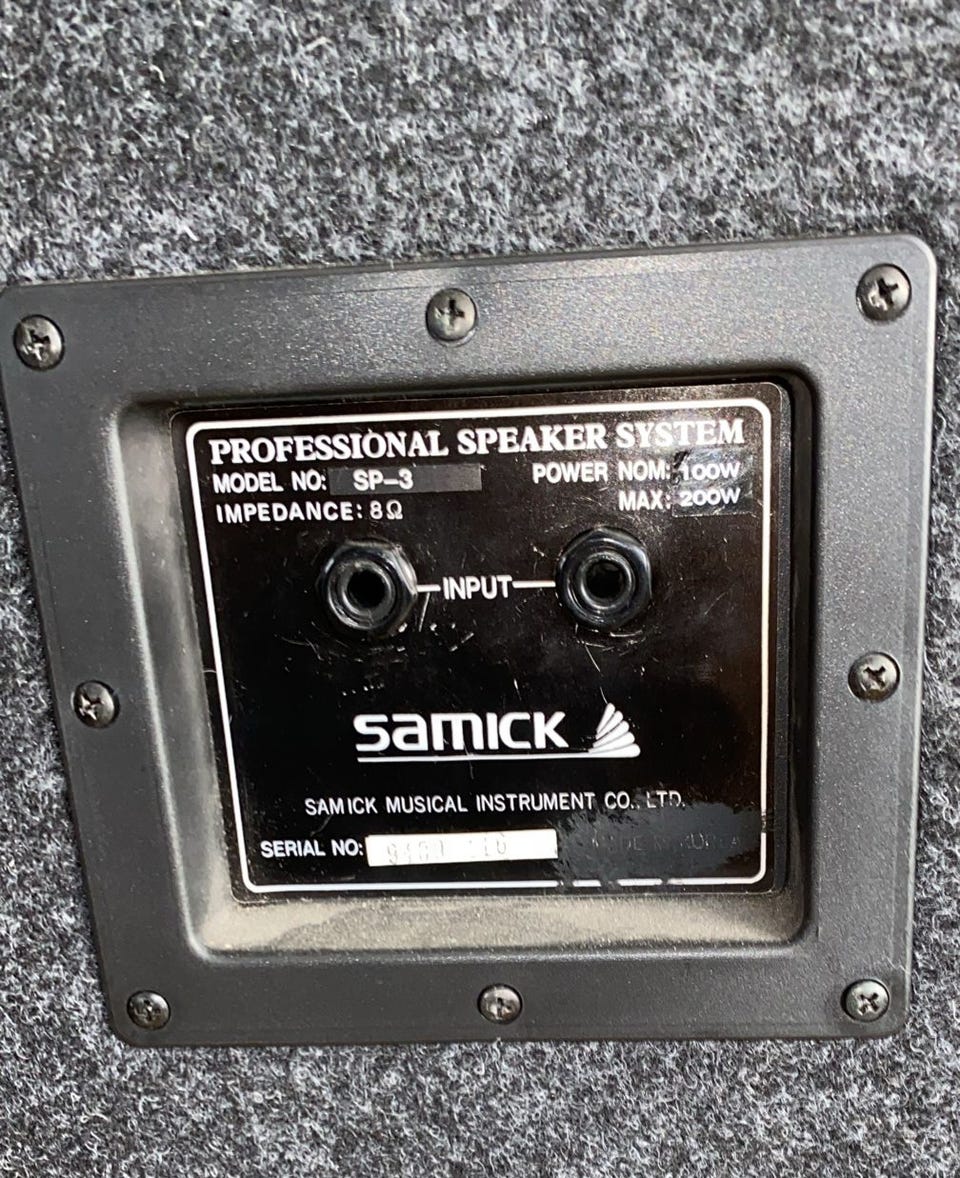 PROFESSIONAL SPEAKER SYSTEM
MODEL NO: SP-3
POWER NOM: 100W
IMPEDANCE: 8Ω
MAX: 200W
INPUT
SAMICK
SAMICK MUSICAL INSTRUMENT CO., LTD.
SERIAL NO: